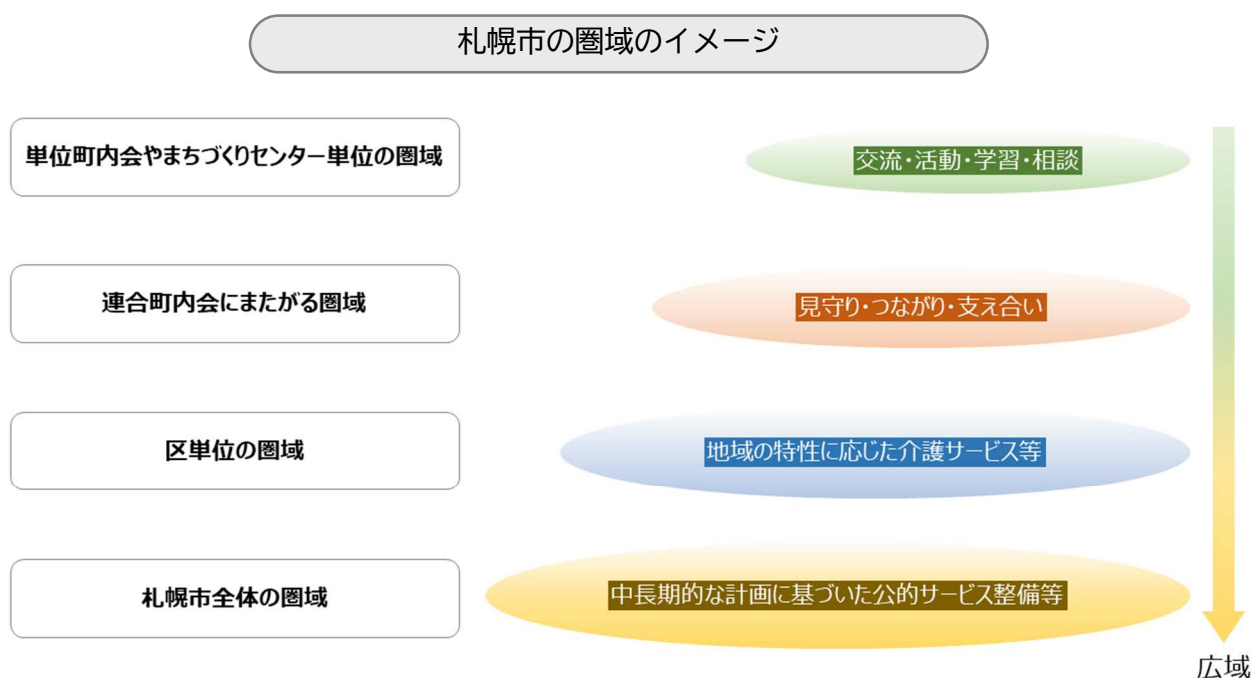 札幌市の圏域のイメージ
単位町内会やまちづくりセンター単位の圏域
交流・活動・学習・相談
連合町内会にまたがる圏域
見守り・つながり・支え合い
区単位の圏域
地域の特性に応じた介護サービス等
札幌市全体の圏域
中長期的な計画に基づいた公的サービス整備等
広域